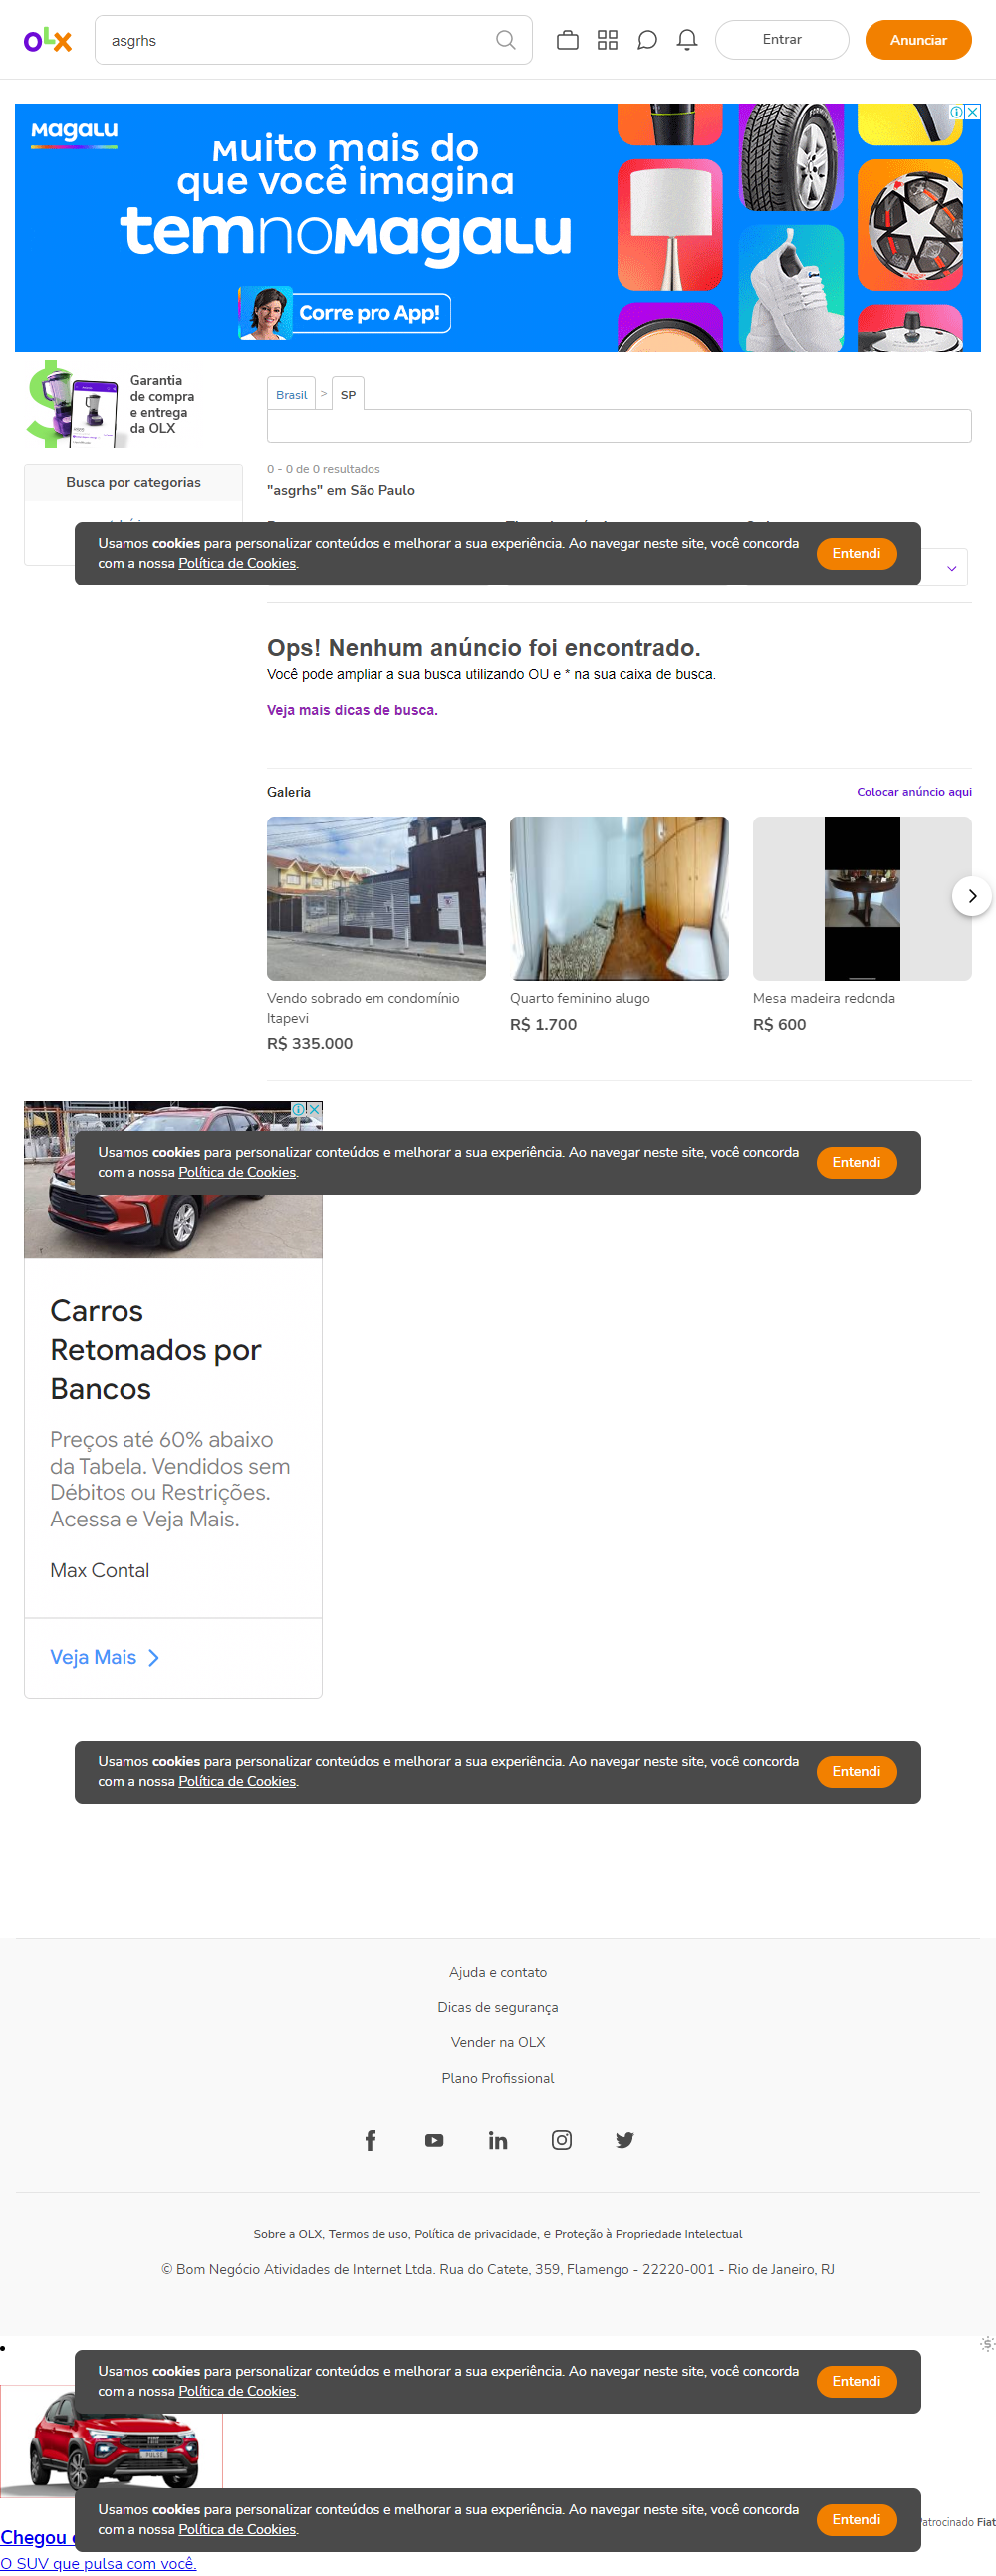 OLX
asgrhs
Entrar
Anunciar
Magalu
Muito mais do
que você imagina
tem no Magalu
Corre pro App!
Garantia
de compra
e entrega
da OLX
Brasil > SP
Busca por categorias
0 - 0 de 0 resultados
"asgrhs" em São Paulo
Usamos cookies para personalizar conteúdos e melhorar a sua experiência. Ao navegar neste site, você concorda
com a nossa Política de Cookies.
Entendi
Ops! Nenhum anúncio foi encontrado.
Você pode ampliar a sua busca utilizando OU e * na sua caixa de busca.
Veja mais dicas de busca.
Galeria
Colocar anúncio aqui
Vendo sobrado em condomínio
Itapevi
R$ 335.000
Quarto feminino alugo
R$ 1.700
Mesa madeira redonda
R$ 600
Usamos cookies para personalizar conteúdos e melhorar a sua experiência. Ao navegar neste site, você concorda
com a nossa Política de Cookies.
Entendi
Carros
Retomados por
Bancos
Preços até 60% abaixo
da Tabela. Vendidos sem
Débitos ou Restrições.
Acessa e Veja Mais.
Max Contal
Veja Mais
Usamos cookies para personalizar conteúdos e melhorar a sua experiência. Ao navegar neste site, você concorda
com a nossa Política de Cookies.
Entendi
Ajuda e contato
Dicas de segurança
Vender na OLX
Plano Profissional
Sobre a OLX, Termos de uso, Política de privacidade, e Proteção à Propriedade Intelectual
© Bom Negócio Atividades de Internet Ltda. Rua do Catete, 359, Flamengo - 22220-001 - Rio de Janeiro, RJ
Usamos cookies para personalizar conteúdos e melhorar a sua experiência. Ao navegar neste site, você concorda
com a nossa Política de Cookies.
Entendi
PULSE
Usamos cookies para personalizar conteúdos e melhorar a sua experiência. Ao navegar neste site, você concorda
com a nossa Política de Cookies.
Entendi
Patrocinado Fiat
Chegou
O SUV que pulsa com você.